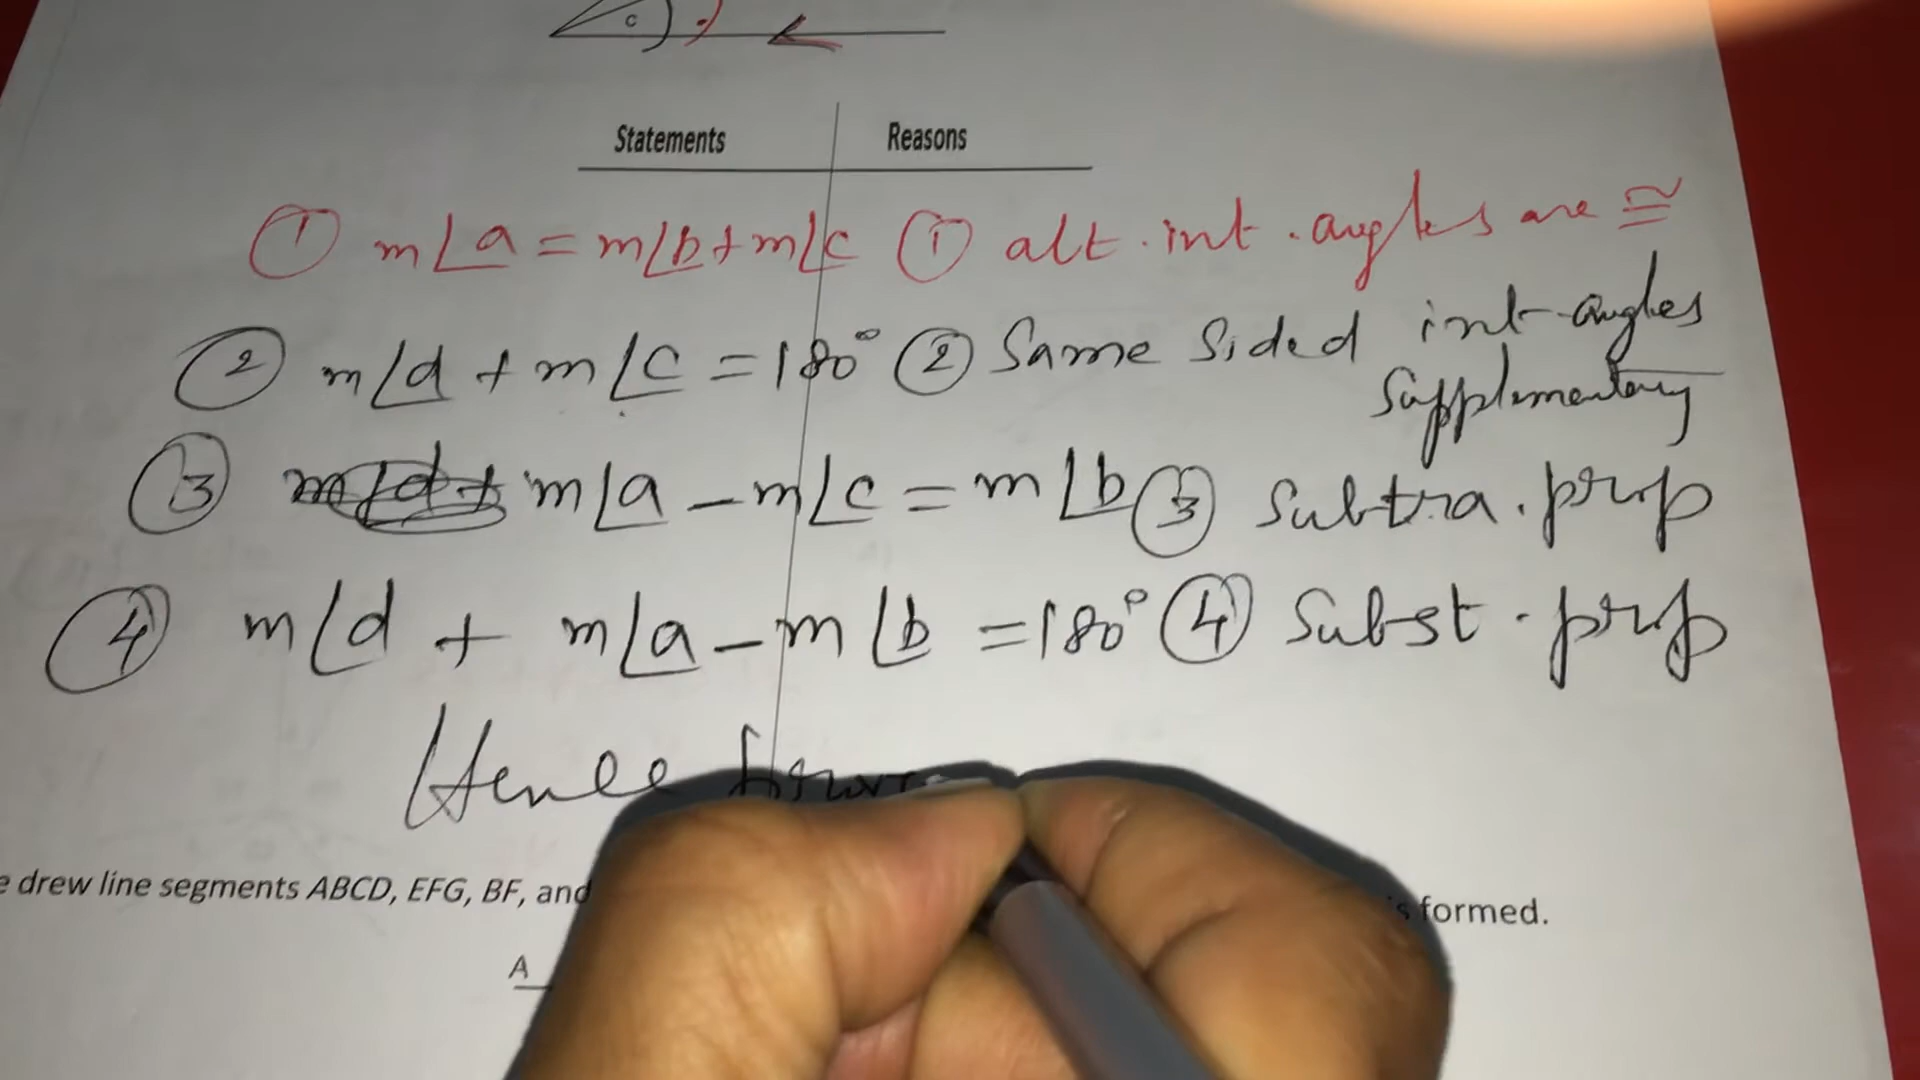 c
Statements Reasons
① m∠a = m∠b + m∠c ① alt. int. angles are ≅
② m∠d + m∠c = 180° ② Same Sided int-angles
Supplementary
③ m∠d + m∠a - m∠c = m∠b ③ Subtra. prop
④ m∠d + m∠a - m∠b = 180° ④ Subst. prop
Hence
drew line segments ABCD, EFG, BF, and formed.
A